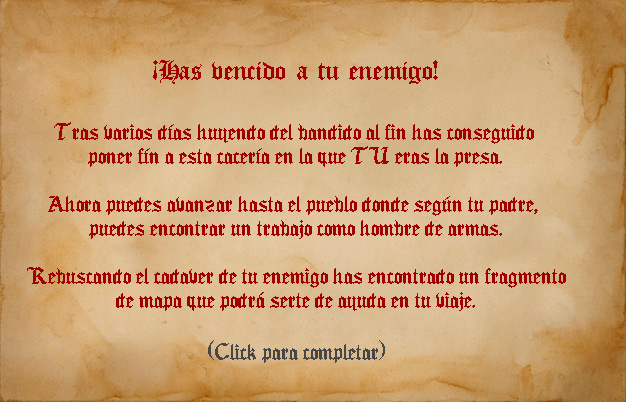 ¡Has vencido a tu enemigo!
Tras varios días huyendo del bandido al fin has conseguido
poner fín a esta cacería en la que TU eras la presa.
Ahora puedes avanzar hasta el pueblo donde según tu padre,
puedes encontrar un trabajo como hombre de armas.
Rebuscando el cadaver de tu enemigo has encontrado un fragmento
de mapa que podrá serte de ayuda en tu viaje.
(Click para completar)